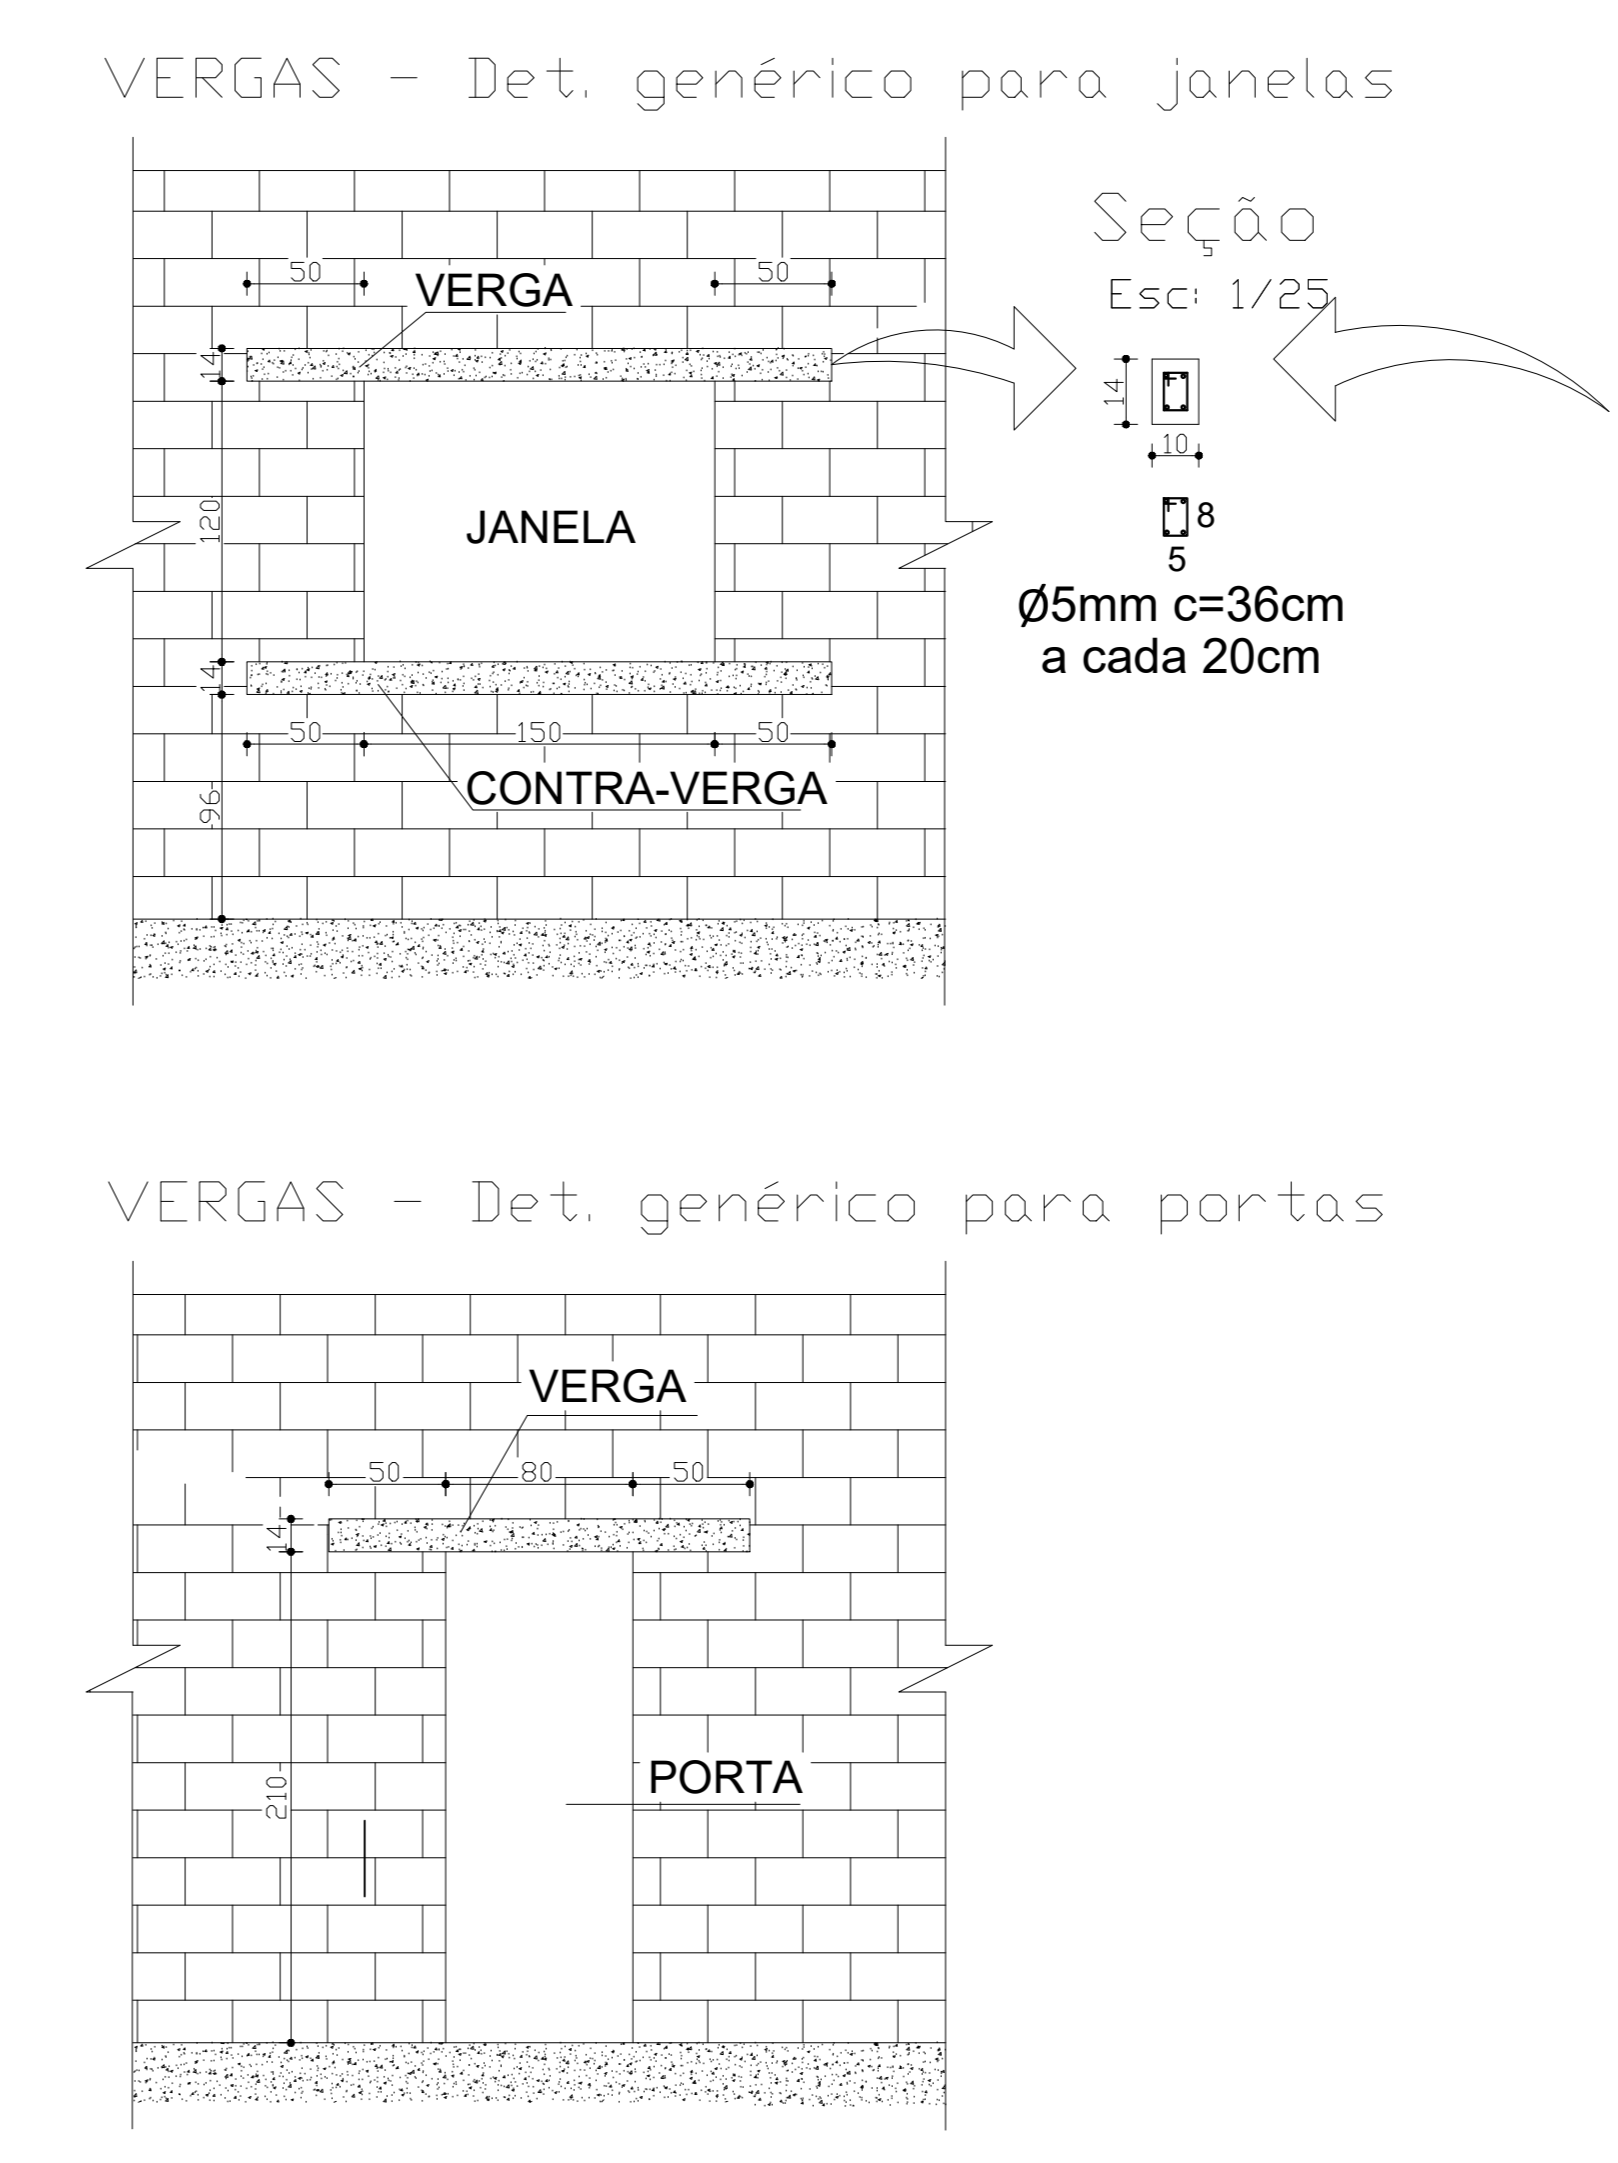 VERGAS - Det. genérico para janelas
Seção
Esc: 1/25
50
VERGA
50
14
14
10
120
JANELA
8
5
Ø5mm c=36cm
a cada 20cm
14
50
150
50
CONTRA-VERGA
96
VERGAS - Det. genérico para portas
VERGA
50
80
50
14
PORTA
210